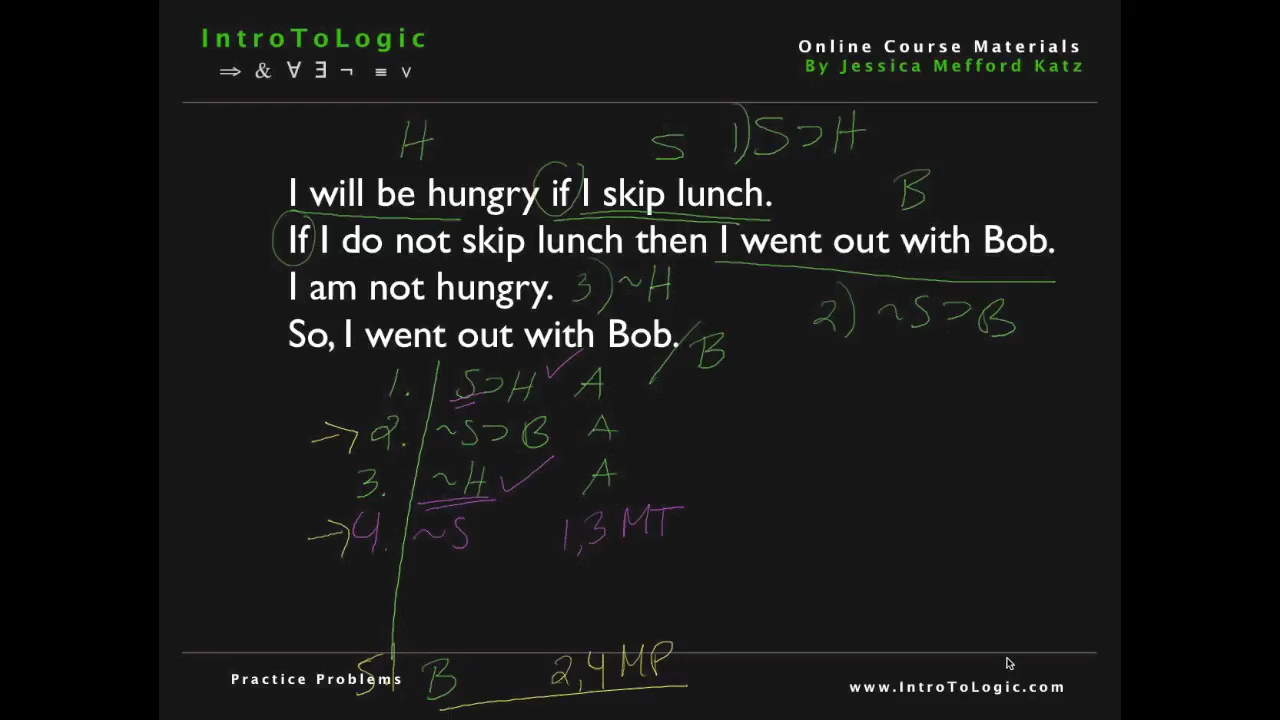 IntroToLogic
⇒ & ∀ ∃ ¬ ≡ ∨
Online Course Materials
By Jessica Mefford Katz
H S 1) S⊃H
I will be hungry if I skip lunch. B
If I do not skip lunch then I went out with Bob.
I am not hungry. 3) ~H
2) ~S⊃B
So, I went out with Bob. / B
1. S⊃H ✓ A
→ 2. ~S⊃B A
3. ~H ✓ A
→ 4. ~S 1,3 MT
5 B 2,4 MP
Practice Problems
www.IntroToLogic.com